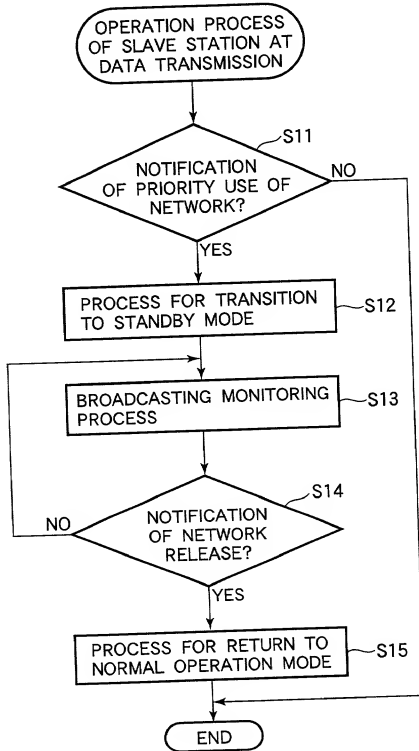 OPERATION PROCESS
OF SLAVE STATION AT
DATA TRANSMISSION
S11
NOTIFICATION
OF PRIORITY USE OF
NETWORK?
NO
YES
PROCESS FOR TRANSITION
TO STANDBY MODE
S12
BROADCASTING MONITORING
PROCESS
S13
S14
NO
NOTIFICATION
OF NETWORK
RELEASE?
YES
PROCESS FOR RETURN TO
NORMAL OPERATION MODE
S15
END